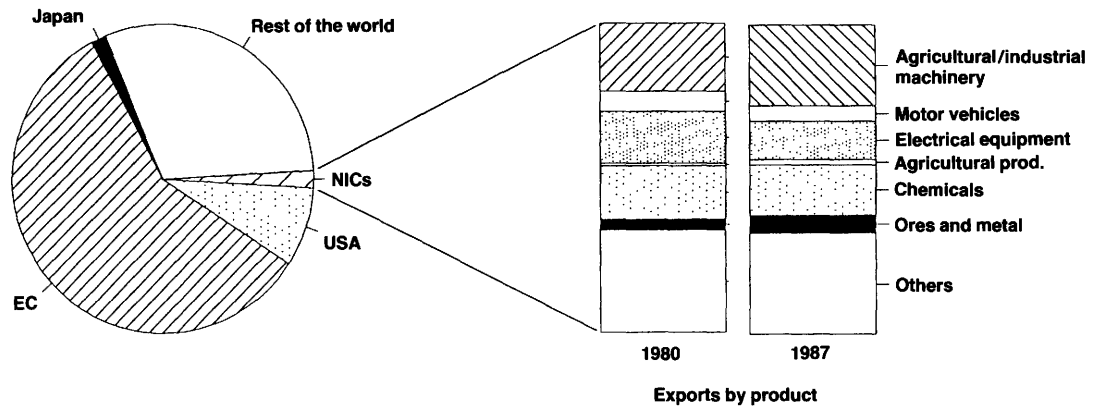 Japan
Rest of the world
NICs
USA
EC
Agricultural/industrial
machinery
Motor vehicles
Electrical equipment
Agricultural prod.
Chemicals
Ores and metal
Others
1980
1987
Exports by product